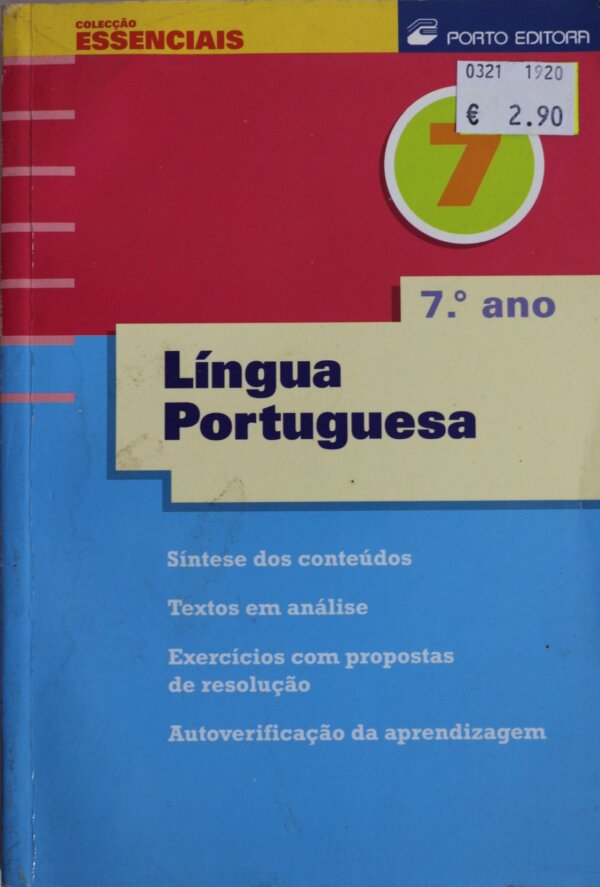 COLECÇÃO
ESSENCIAIS
PORTO EDITORA
0321 1920
€ 2.90
7
7.º ano
Língua
Portuguesa
Síntese dos conteúdos
Textos em análise
Exercícios com propostas
de resolução
Autoverificação da aprendizagem